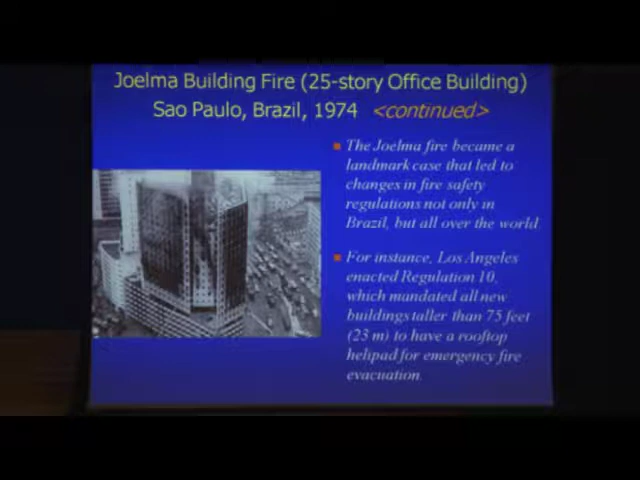 Joelma Building Fire (25-story Office Building)
Sao Paulo, Brazil, 1974 <continued>
The Joelma fire became a
landmark case that led to
changes in fire safety
regulations not only in
Brazil, but all over the world
For instance, Los Angeles
enacted Regulation 10,
which mandated all new
buildings taller than 75 feet
(23 m) to have a rooftop
helipad for emergency fire
evacuation.